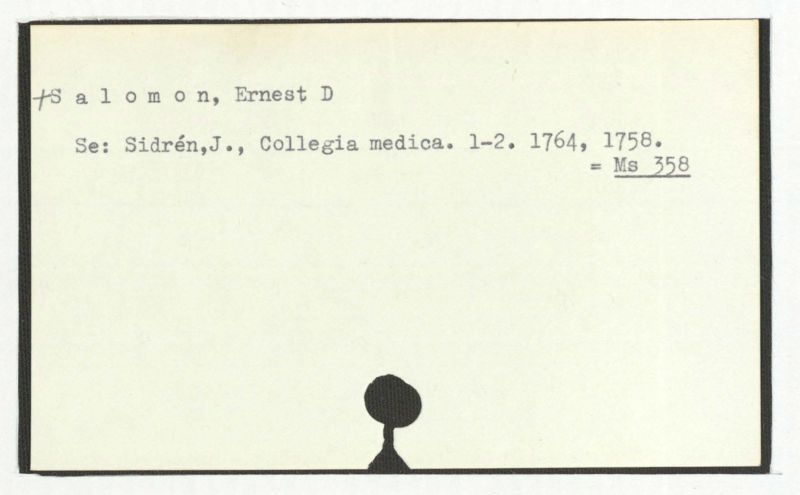 +S a l o m o n, Ernest D
Se: Sidrén,J., Collegia medica. 1-2. 1764, 1758.
= Ms 358